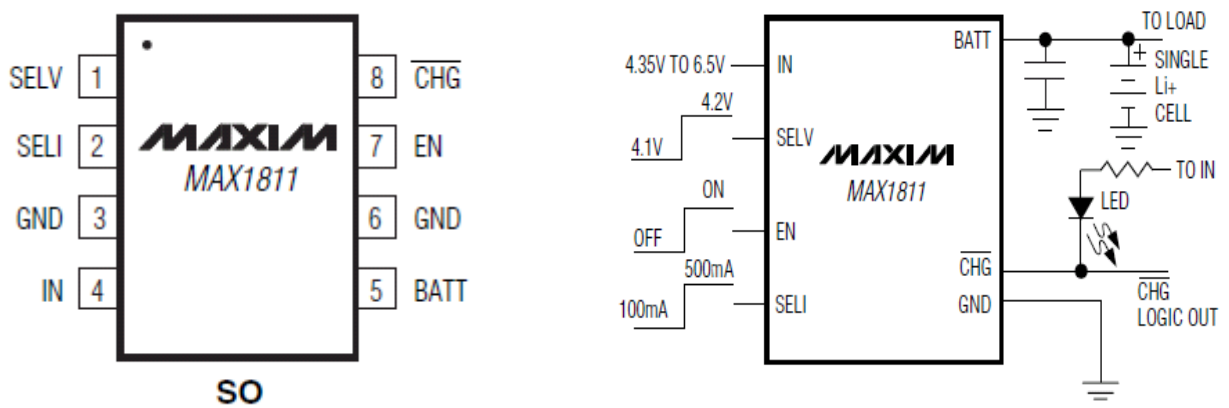 SELV 1
SELI 2
GND 3
IN 4
MAXIM
MAX1811
8 CHG
7 EN
6 GND
5 BATT
SO
4.35V TO 6.5V
IN
4.2V
4.1V
SELV
ON
OFF
EN
500mA
100mA
SELI
MAXIM
MAX1811
BATT
CHG
GND
TO LOAD
+ SINGLE
Li+
CELL
TO IN
LED
CHG
LOGIC OUT